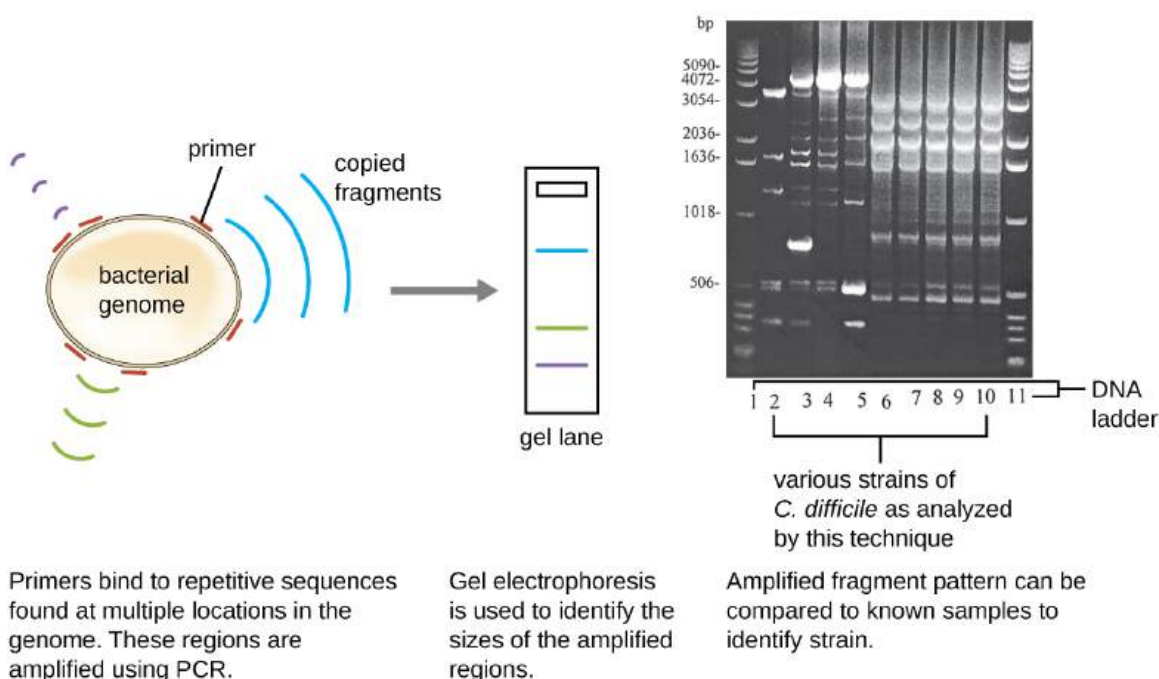 primer
copied
fragments
bacterial
genome
gel lane
bp
5090-
4072-
3054-
2036-
1636-
1018-
506-
1 2 3 4 5 6 7 8 9 10 11
DNA
ladder
various strains of
C. difficile as analyzed
by this technique
Primers bind to repetitive sequences
found at multiple locations in the
genome. These regions are
amplified using PCR.
Gel electrophoresis
is used to identify the
sizes of the amplified
regions.
Amplified fragment pattern can be
compared to known samples to
identify strain.